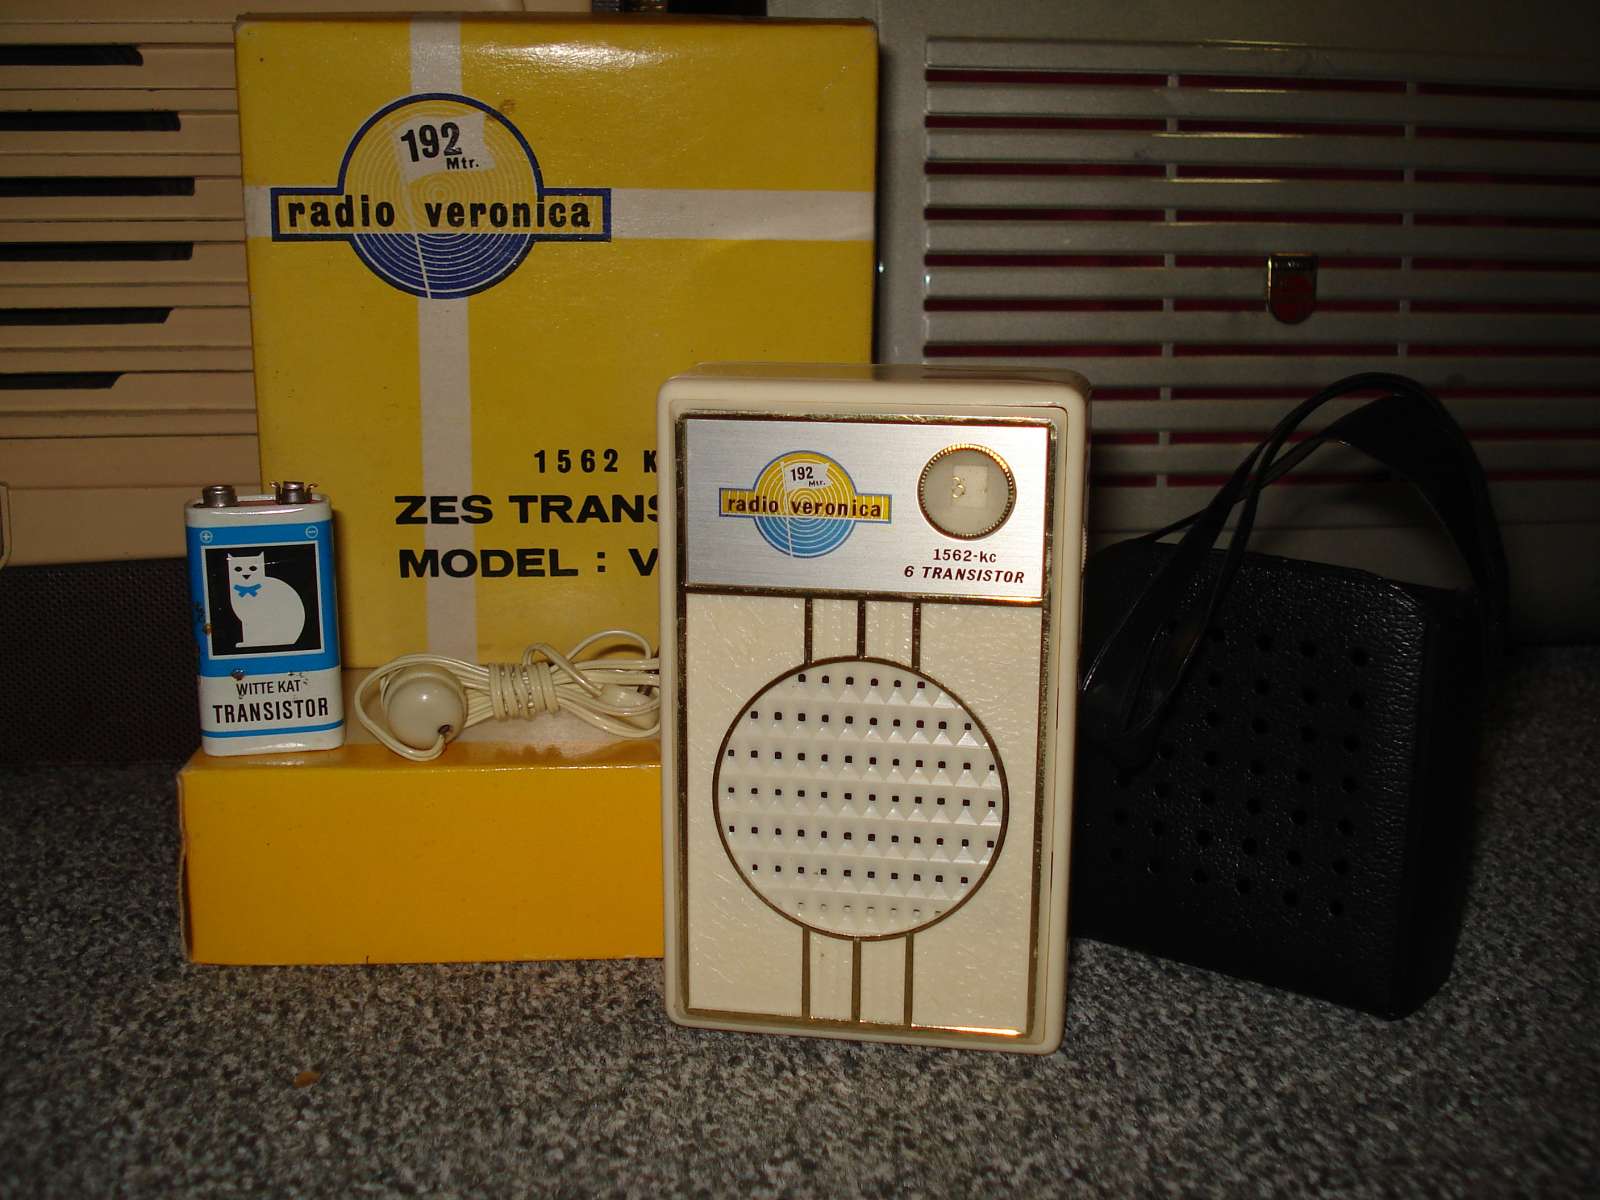 192
Mtr.
radio veronica
1562 K
ZES TRANS
MODEL : V
+
-
WITTE KAT
TRANSISTOR
192
Mtr.
radio veronica
1562-kc
6 TRANSISTOR